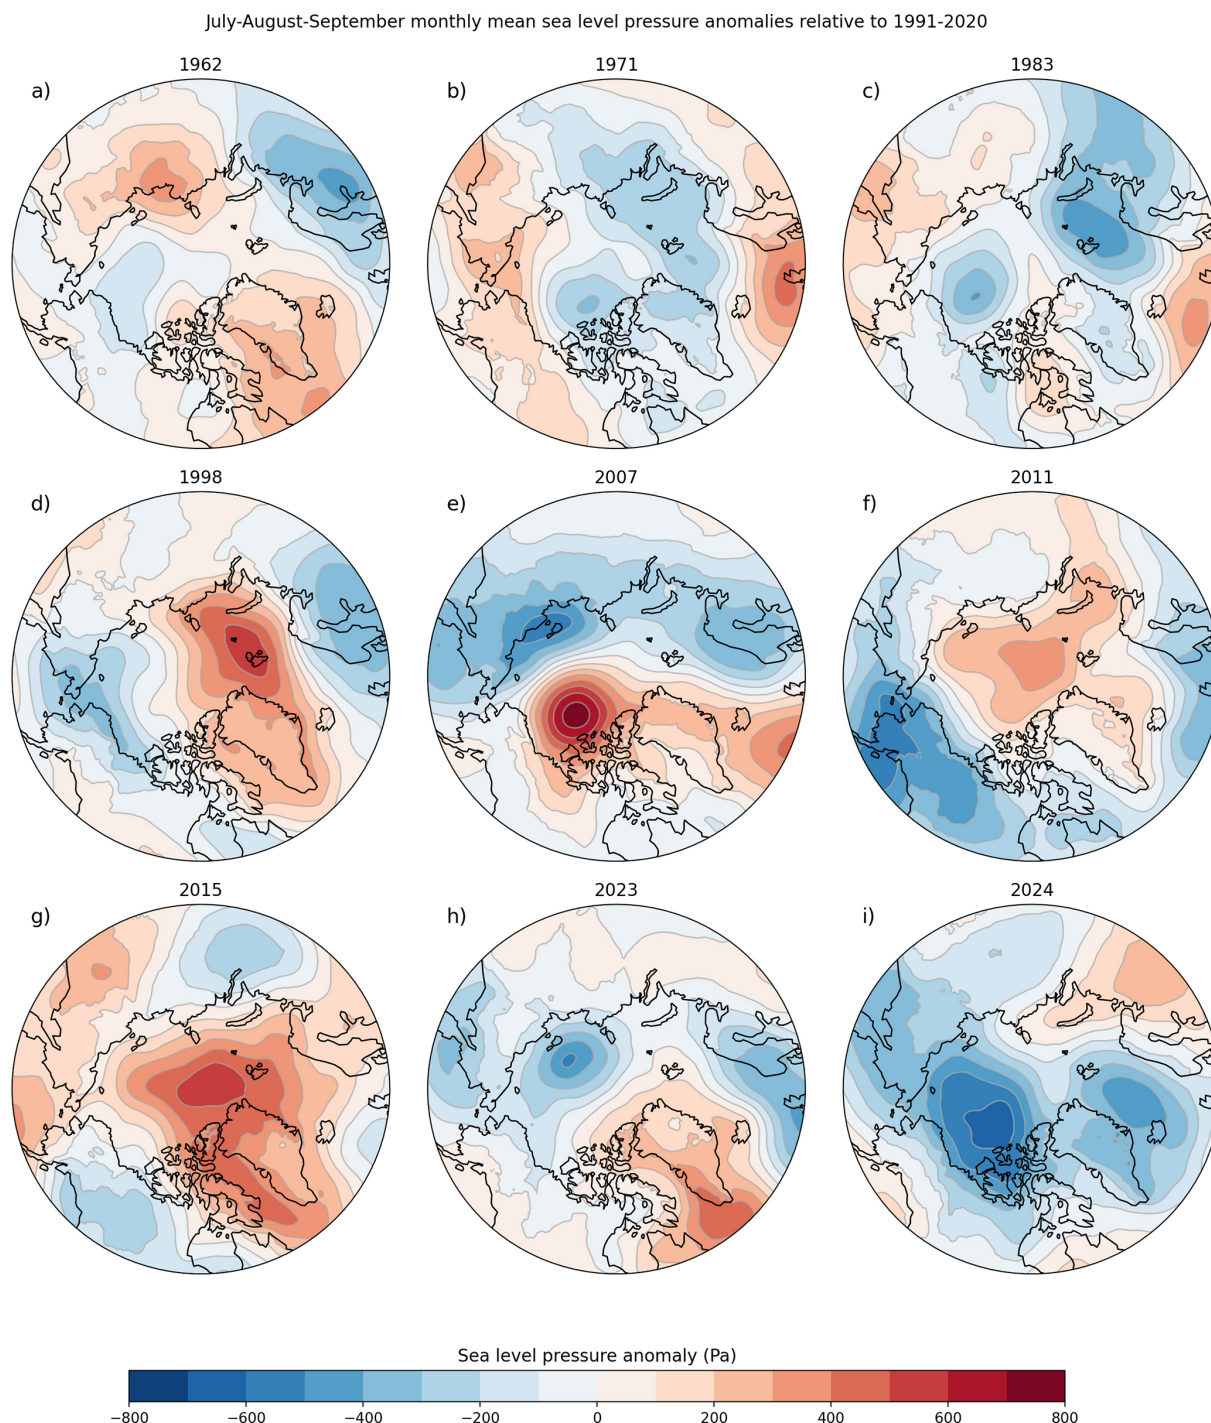 July-August-September monthly mean sea level pressure anomalies relative to 1991-2020
1962
1971
1983
a)
b)
c)
1998
2007
2011
d)
e)
f)
2015
2023
2024
g)
h)
i)
Sea level pressure anomaly (Pa)
−800 −600 −400 −200 0 200 400 600 800